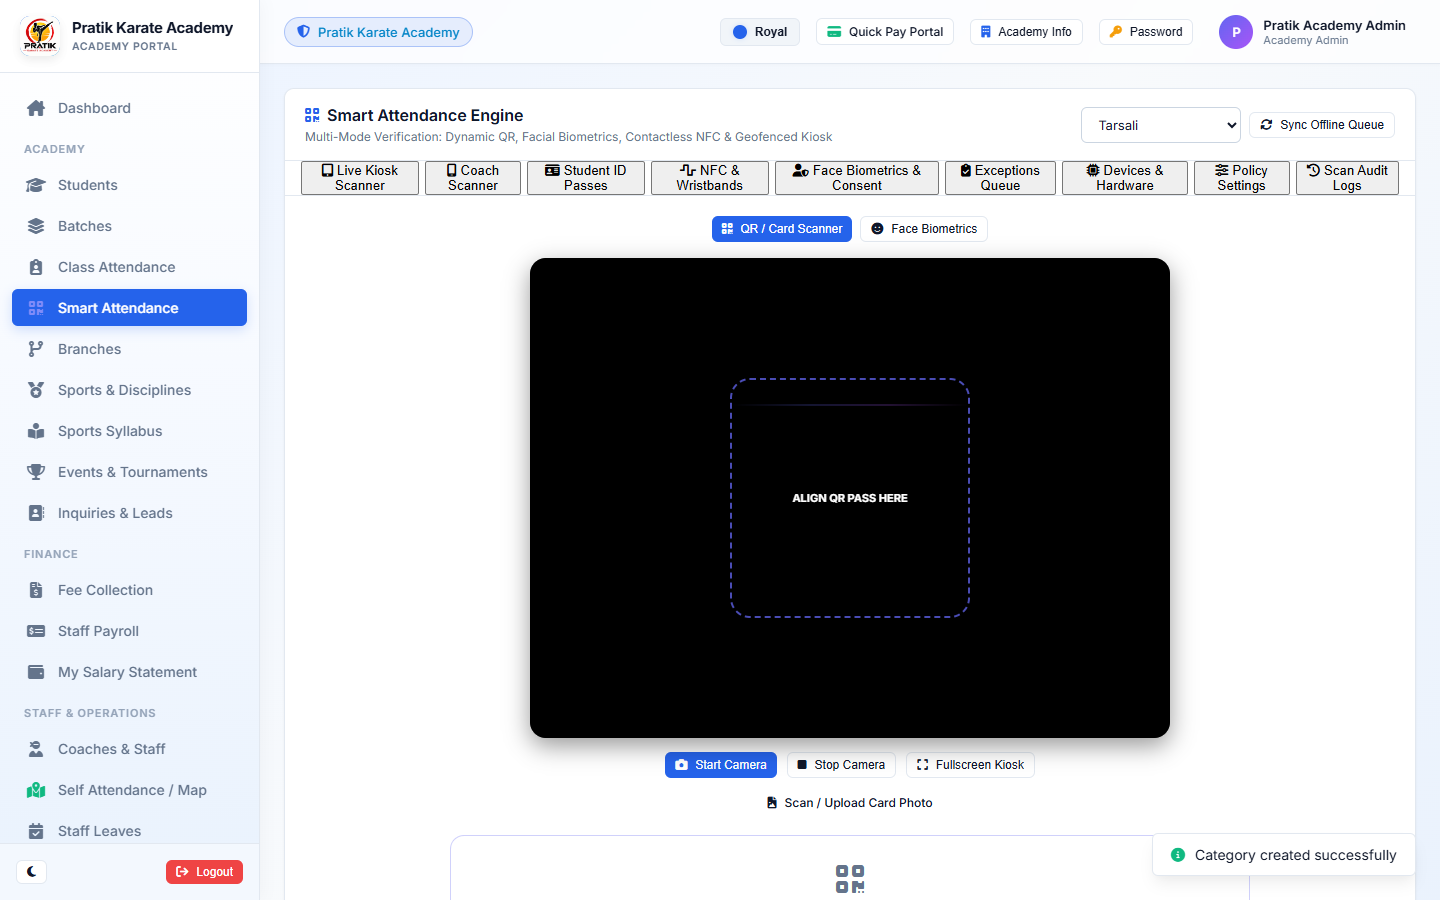 PRATIK
Pratik Karate Academy
ACADEMY PORTAL
Dashboard
ACADEMY
Students
Batches
Class Attendance
Smart Attendance
Branches
Sports & Disciplines
Sports Syllabus
Events & Tournaments
Inquiries & Leads
FINANCE
Fee Collection
Staff Payroll
My Salary Statement
STAFF & OPERATIONS
Coaches & Staff
Self Attendance / Map
Staff Leaves
Logout
Pratik Karate Academy
Royal
Quick Pay Portal
Academy Info
Password
P
Pratik Academy Admin
Academy Admin
Smart Attendance Engine
Multi-Mode Verification: Dynamic QR, Facial Biometrics, Contactless NFC & Geofenced Kiosk
Tarsali
Sync Offline Queue
Live Kiosk
Scanner
Coach
Scanner
Student ID
Passes
NFC &
Wristbands
Face Biometrics &
Consent
Exceptions
Queue
Devices &
Hardware
Policy
Settings
Scan Audit
Logs
QR / Card Scanner
Face Biometrics
ALIGN QR PASS HERE
Start Camera
Stop Camera
Fullscreen Kiosk
Scan / Upload Card Photo
Category created successfully